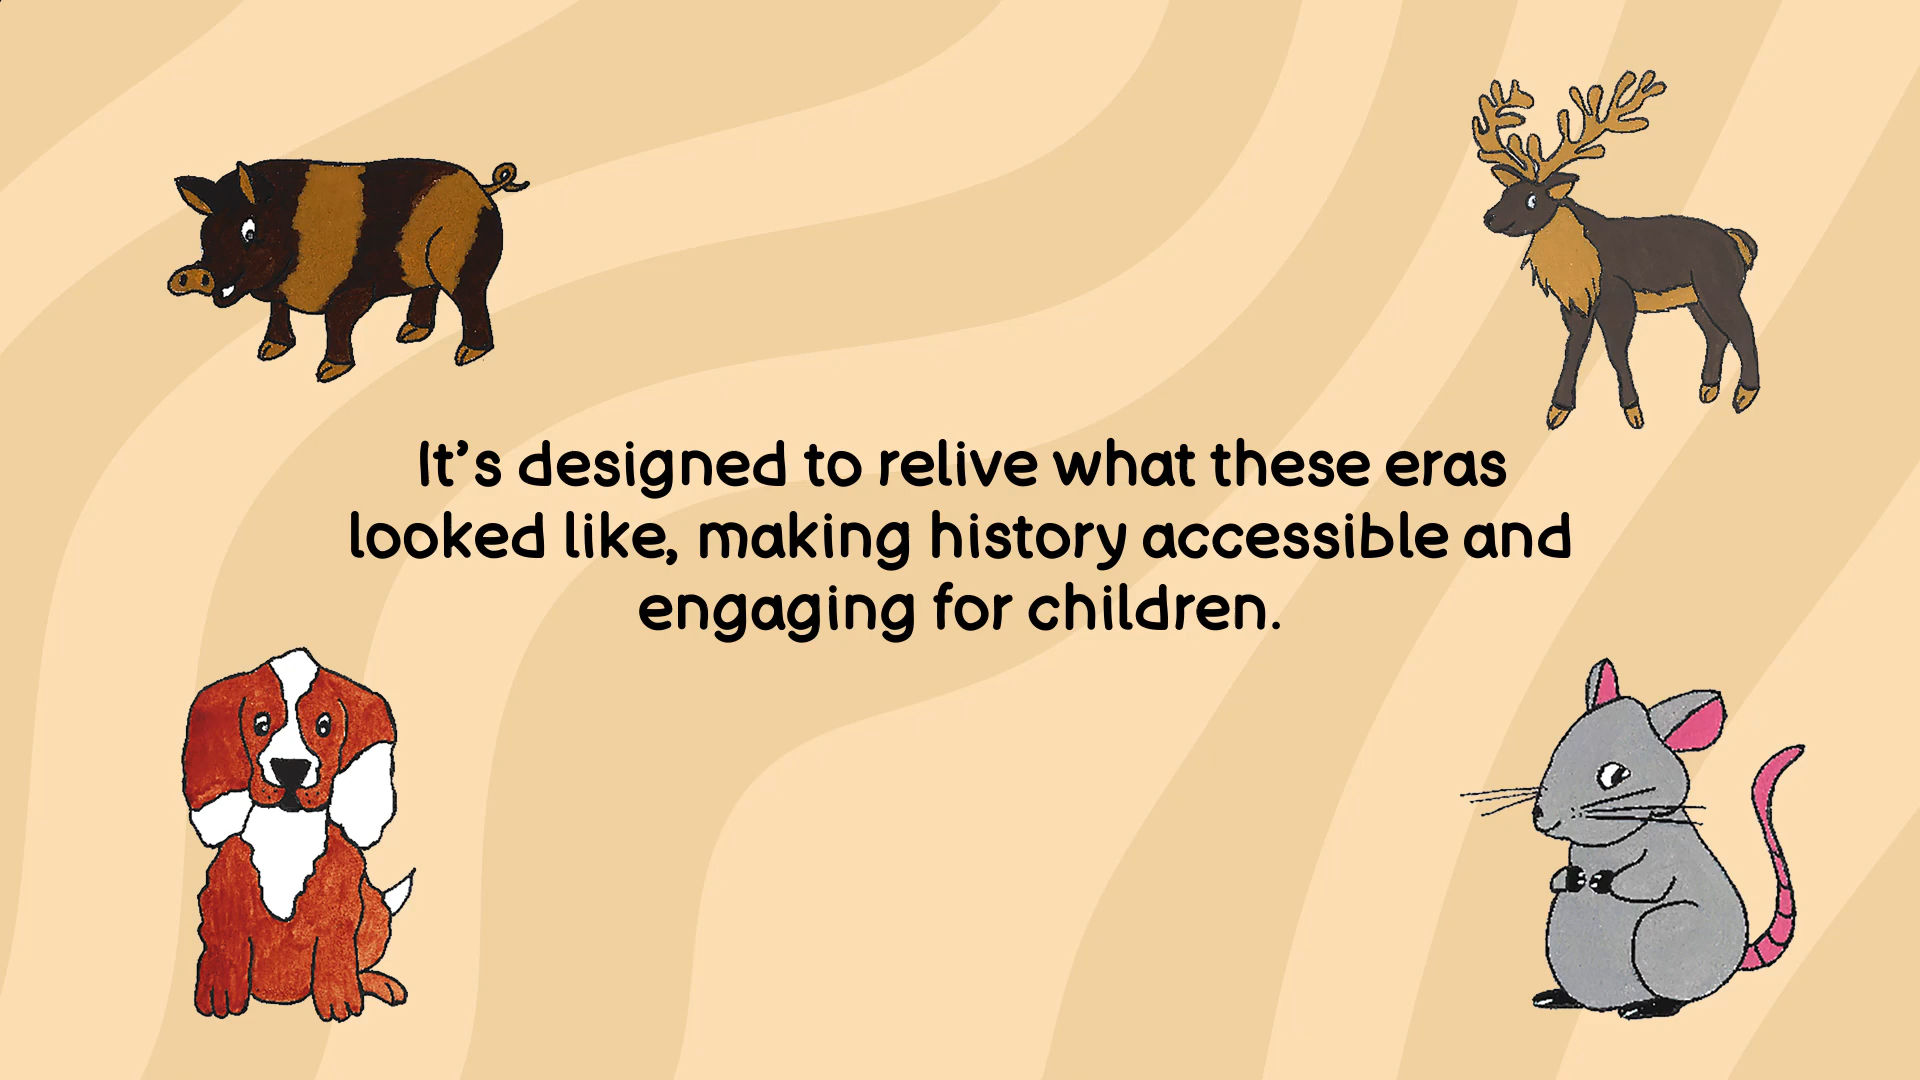 It’s designed to relive what these eras
looked like, making history accessible and
engaging for children.